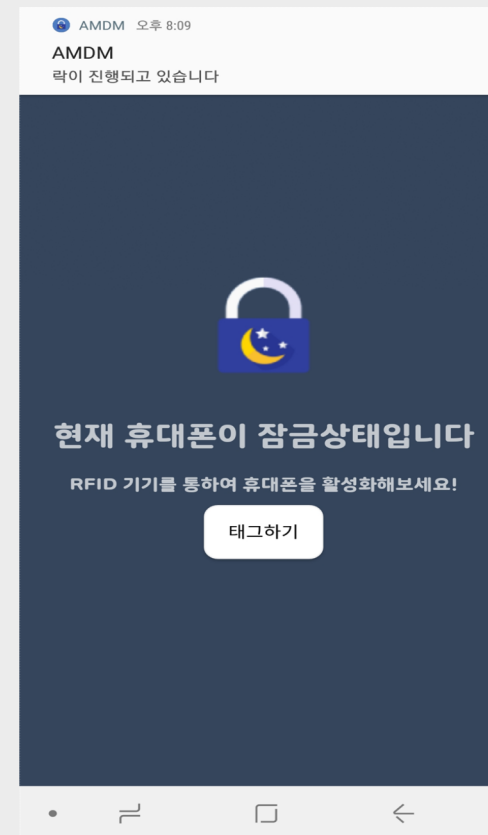 AMDM 오후 8:09
AMDM
락이 진행되고 있습니다
현재 휴대폰이 잠금상태입니다
RFID 기기를 통하여 휴대폰을 활성화해보세요!
태그하기